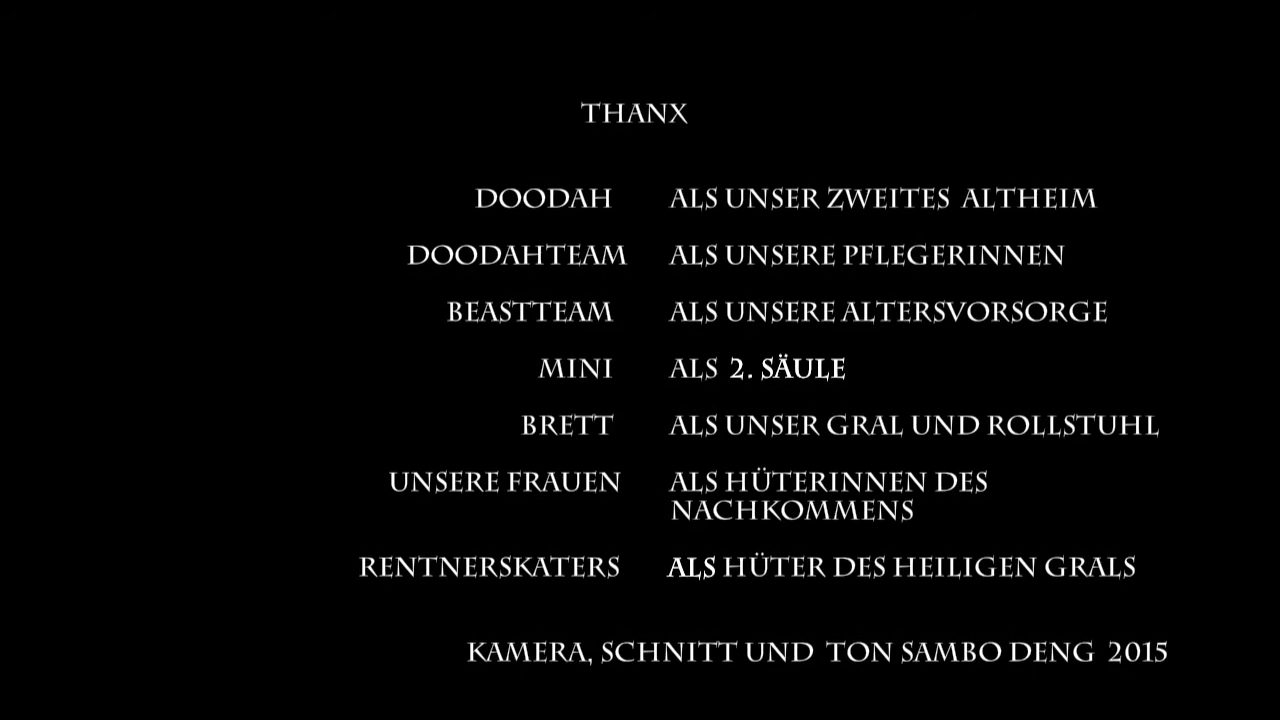 THANX
DOODAH ALS UNSER ZWEITES ALTHEIM
DOODAHTEAM ALS UNSERE PFLEGERINNEN
BEASTTEAM ALS UNSERE ALTERSVORSORGE
MINI ALS 2. SÄULE
BRETT ALS UNSER GRAL UND ROLLSTUHL
UNSERE FRAUEN ALS HÜTERINNEN DES
NACHKOMMENS
RENTNERSKATERS ALS HÜTER DES HEILIGEN GRALS
KAMERA, SCHNITT UND TON SAMBO DENG 2015